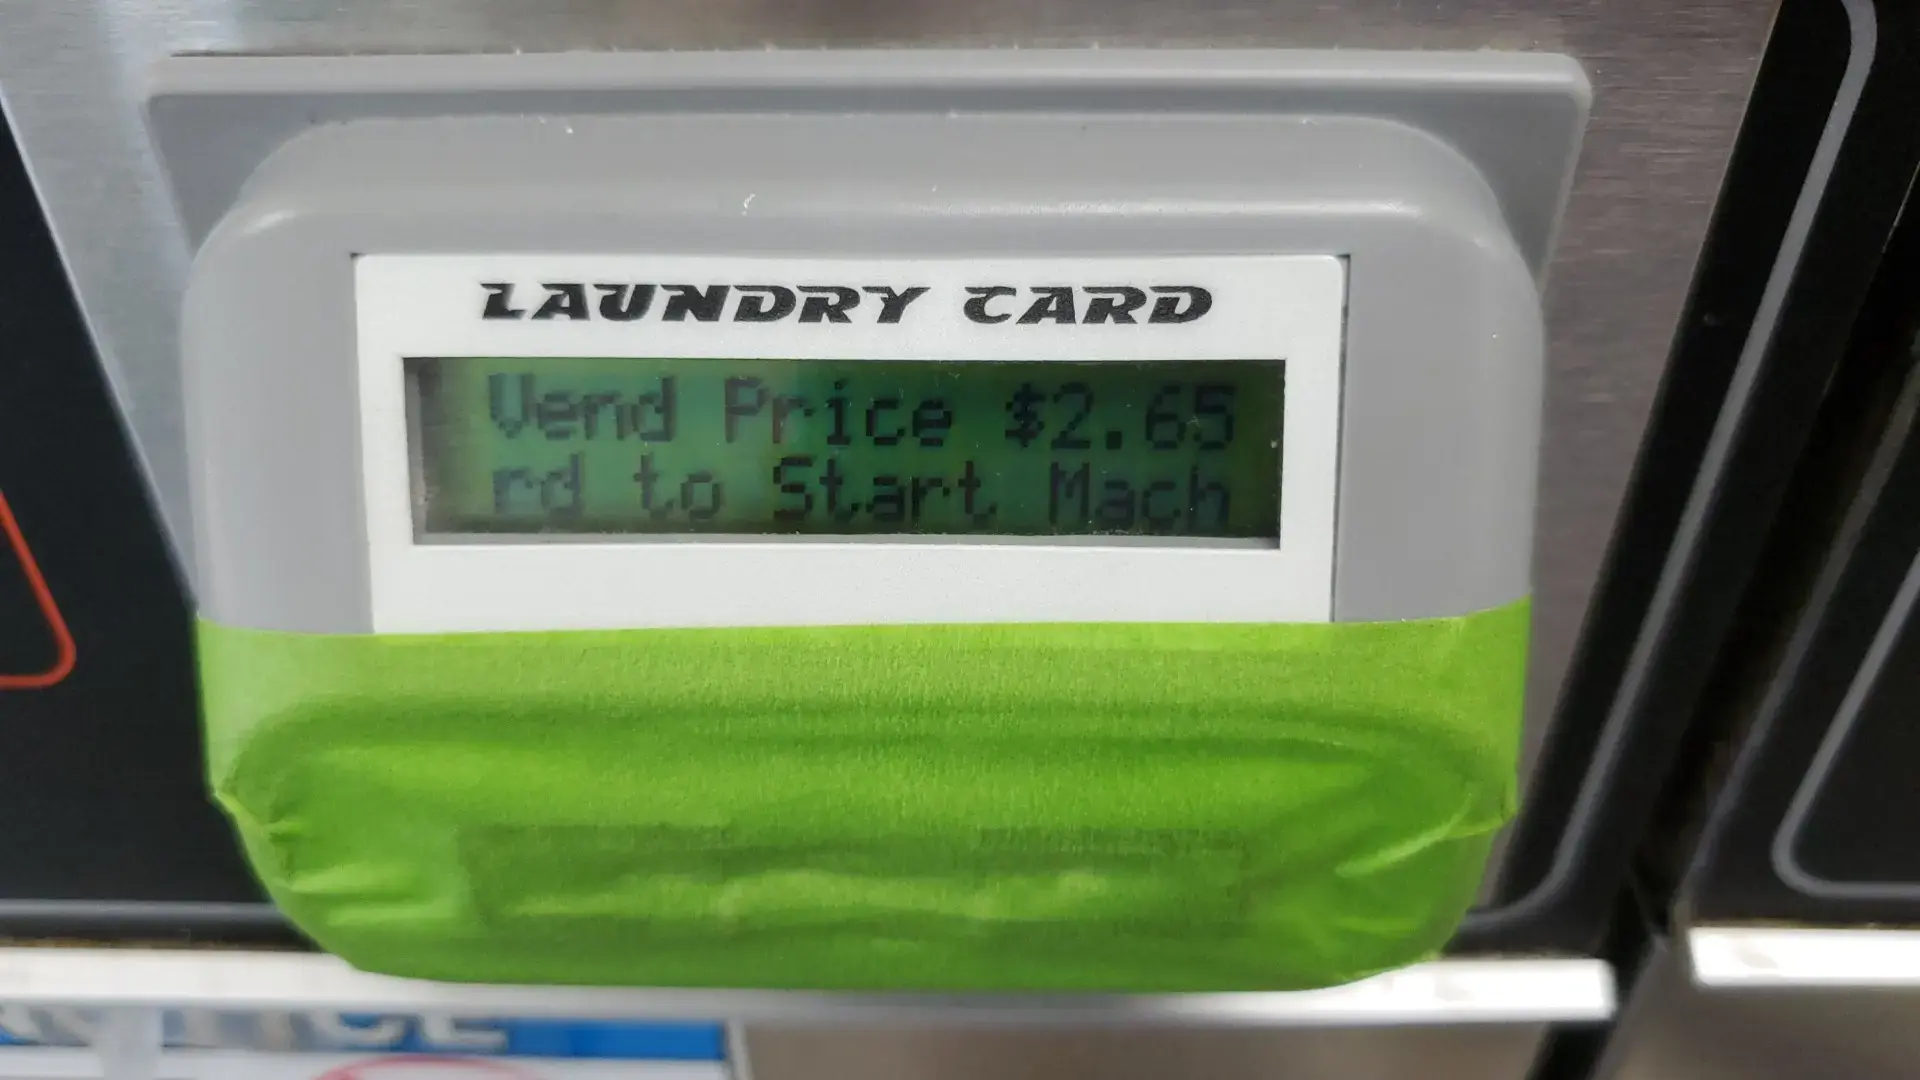 LAUNDRY CARD
Vend Price $2.65
rd to Start Mach